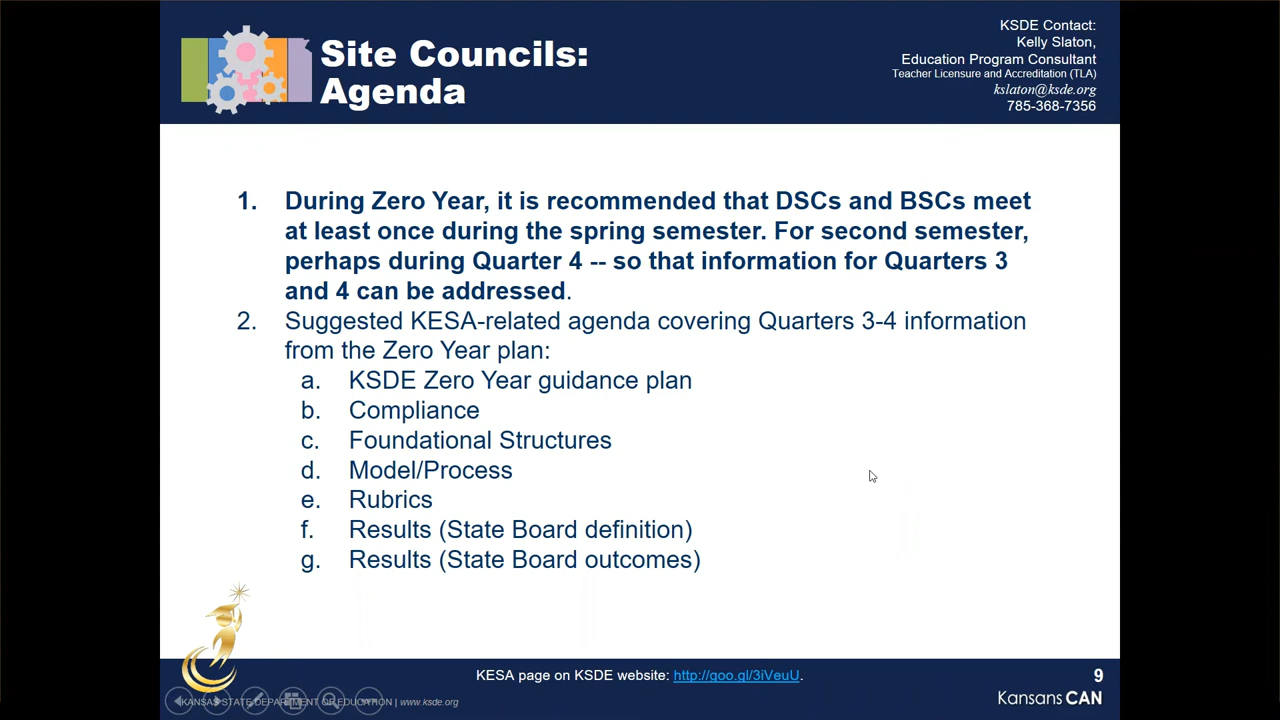 Site Councils:
Agenda
KSDE Contact:
Kelly Slaton,
Education Program Consultant
Teacher Licensure and Accreditation (TLA)
kslaton@ksde.org
785-368-7356
1. During Zero Year, it is recommended that DSCs and BSCs meet
at least once during the spring semester. For second semester,
perhaps during Quarter 4 -- so that information for Quarters 3
and 4 can be addressed.
2. Suggested KESA-related agenda covering Quarters 3-4 information
from the Zero Year plan:
a. KSDE Zero Year guidance plan
b. Compliance
c. Foundational Structures
d. Model/Process
e. Rubrics
f. Results (State Board definition)
g. Results (State Board outcomes)
KESA page on KSDE website: http://goo.gl/3iVeuU.
9
KANSAS STATE DEPARTMENT OF EDUCATION | www.ksde.org
Kansans CAN